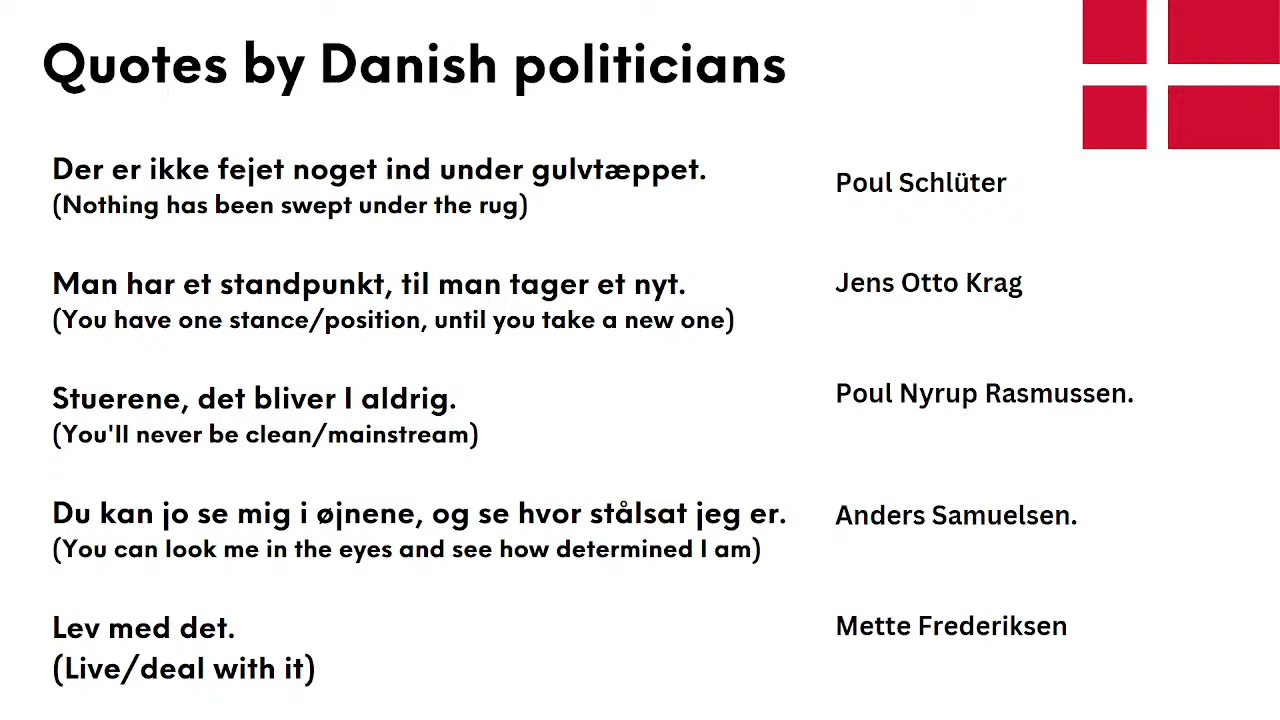 Quotes by Danish politicians
Der er ikke fejet noget ind under gulvtæppet.
(Nothing has been swept under the rug)
Poul Schlüter
Man har et standpunkt, til man tager et nyt.
(You have one stance/position, until you take a new one)
Jens Otto Krag
Stuerene, det bliver I aldrig.
(You'll never be clean/mainstream)
Poul Nyrup Rasmussen.
Du kan jo se mig i øjnene, og se hvor stålsat jeg er.
(You can look me in the eyes and see how determined I am)
Anders Samuelsen.
Lev med det.
(Live/deal with it)
Mette Frederiksen